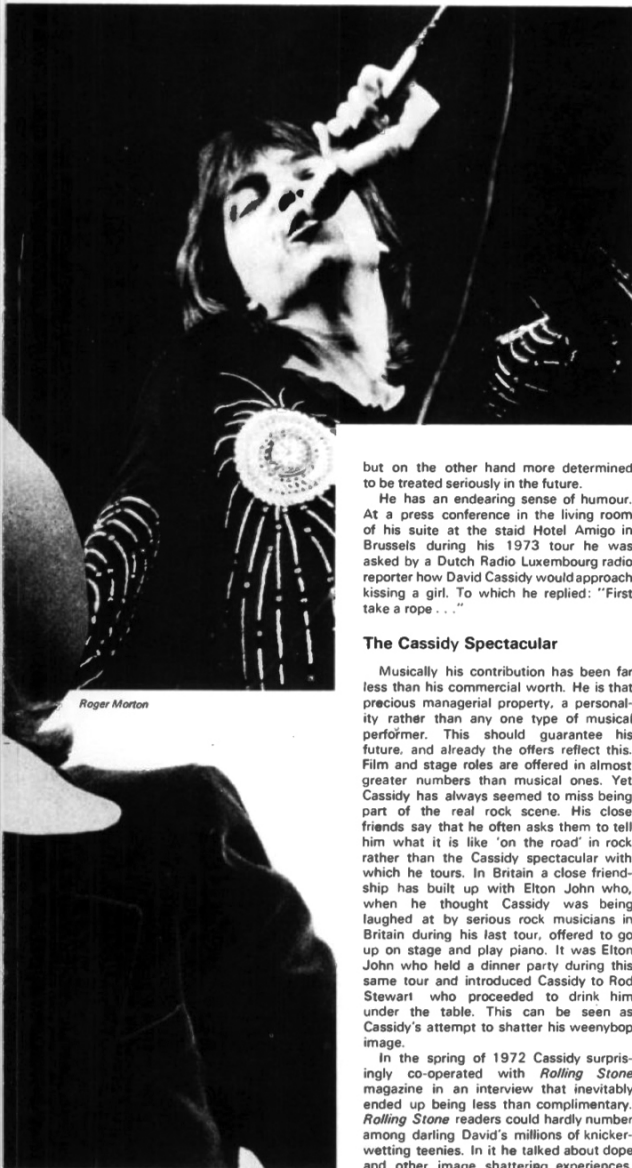 but on the other hand more determined
to be treated seriously in the future.
He has an endearing sense of humour.
At a press conference in the living room
of his suite at the staid Hotel Amigo in
Brussels during his 1973 tour he was
asked by a Dutch Radio Luxembourg radio
reporter how David Cassidy would approach
kissing a girl. To which he replied: "First
take a rope . . ."
The Cassidy Spectacular
Musically his contribution has been far
less than his commercial worth. He is that
precious managerial property, a personal-
ity rather than any one type of musical
performer. This should guarantee his
future, and already the offers reflect this.
Film and stage roles are offered in almost
greater numbers than musical ones. Yet
Cassidy has always seemed to miss being
part of the real rock scene. His close
friends say that he often asks them to tell
him what it is like 'on the road' in rock
rather than the Cassidy spectacular with
which he tours. In Britain a close friend-
ship has built up with Elton John who,
when he thought Cassidy was being
laughed at by serious rock musicians in
Britain during his last tour, offered to go
up on stage and play piano. It was Elton
John who held a dinner party during this
same tour and introduced Cassidy to Rod
Stewart who proceeded to drink him
under the table. This can be seen as
Cassidy's attempt to shatter his weenybop
image.
In the spring of 1972 Cassidy surpris-
ingly co-operated with Rolling Stone
magazine in an interview that inevitably
ended up being less than complimentary.
Rolling Stone readers could hardly number
among darling David's millions of knicker-
wetting teenies. In it he talked about dope
and other image shattering experiences,
Roger Morton